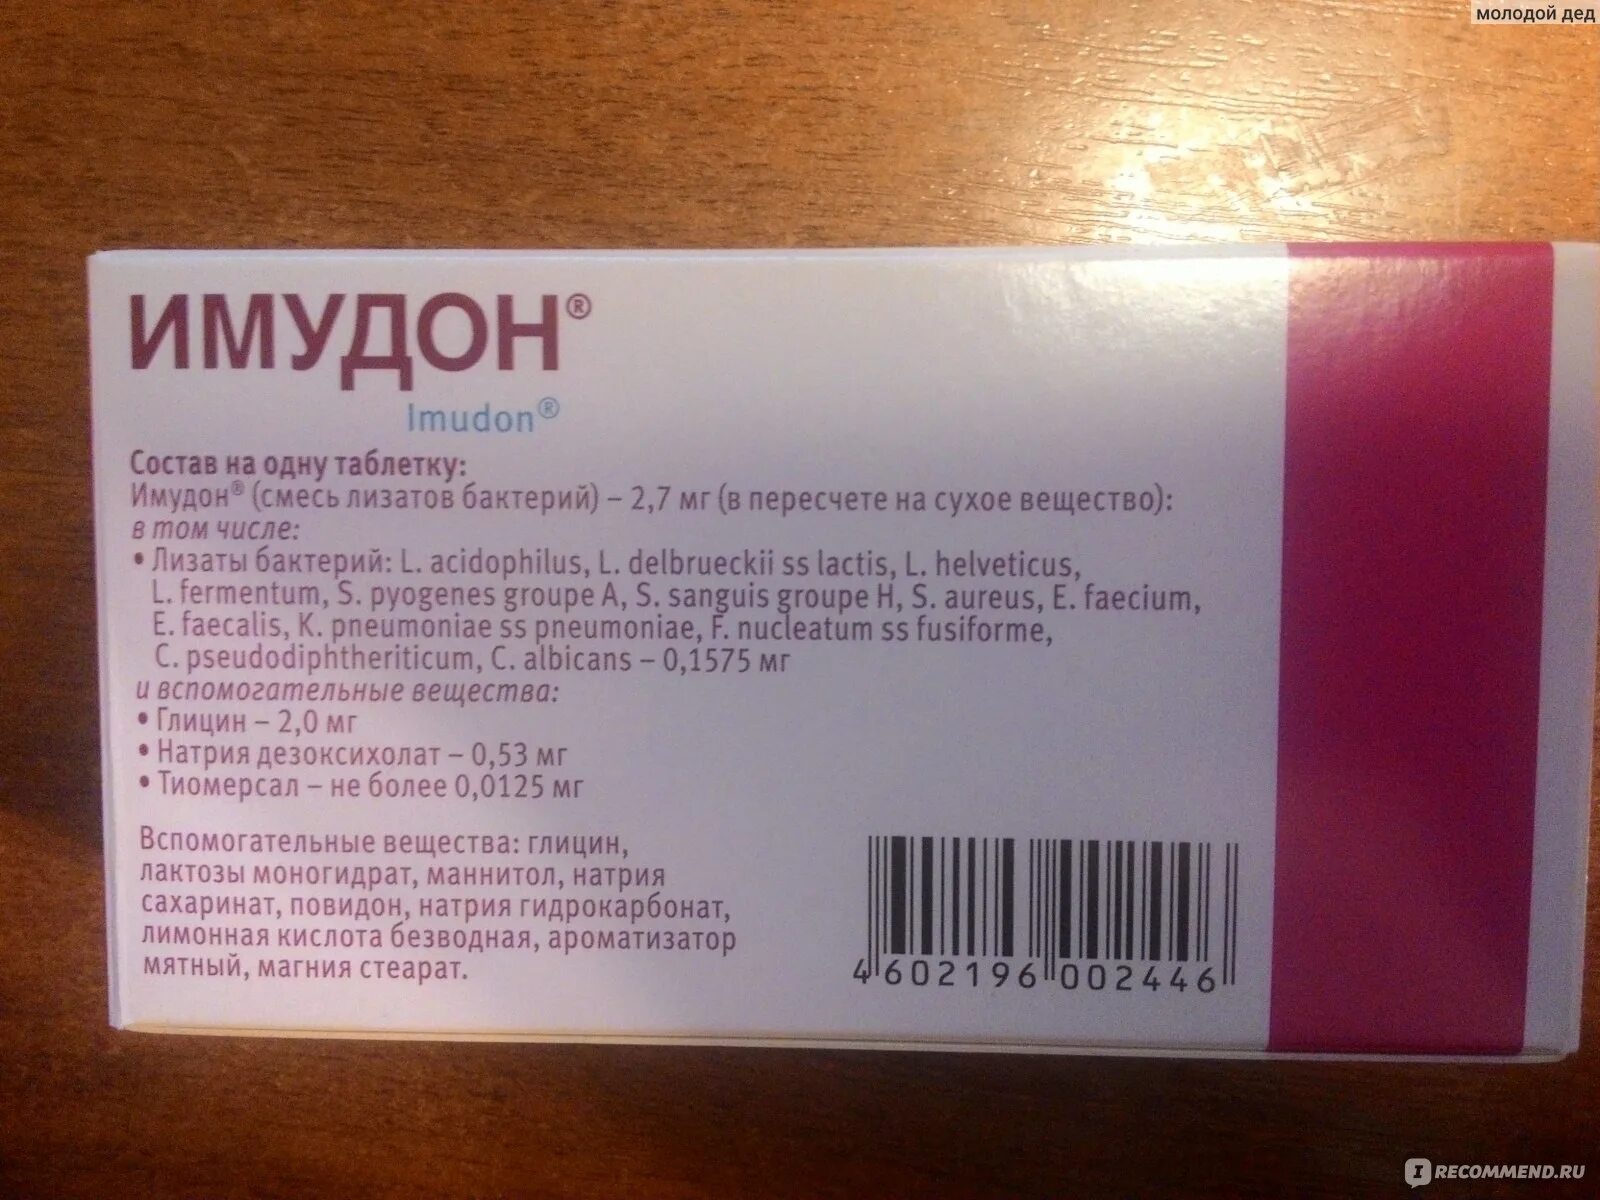 молодой дед
ИМУДОН®
Imudon®
Состав на одну таблетку:
Имудон® (смесь лизатов бактерий) – 2,7 мг (в пересчете на сухое вещество):
в том числе:
• Лизаты бактерий: L. acidophilus, L. delbrueckii ss lactis, L. helveticus,
L. fermentum, S. pyogenes groupe A, S. sanguis groupe H, S. aureus, E. faecium,
E. faecalis, K. pneumoniae ss pneumoniae, F. nucleatum ss fusiforme,
C. pseudodiphtheriticum, C. albicans – 0,1575 мг
и вспомогательные вещества:
• Глицин – 2,0 мг
• Натрия дезоксихолат – 0,53 мг
• Тиомерсал – не более 0,0125 мг
Вспомогательные вещества: глицин,
лактозы моногидрат, маннитол, натрия
сахаринат, повидон, натрия гидрокарбонат,
лимонная кислота безводная, ароматизатор
мятный, магния стеарат.
4 602196 002446
IRECOMMEND.RU